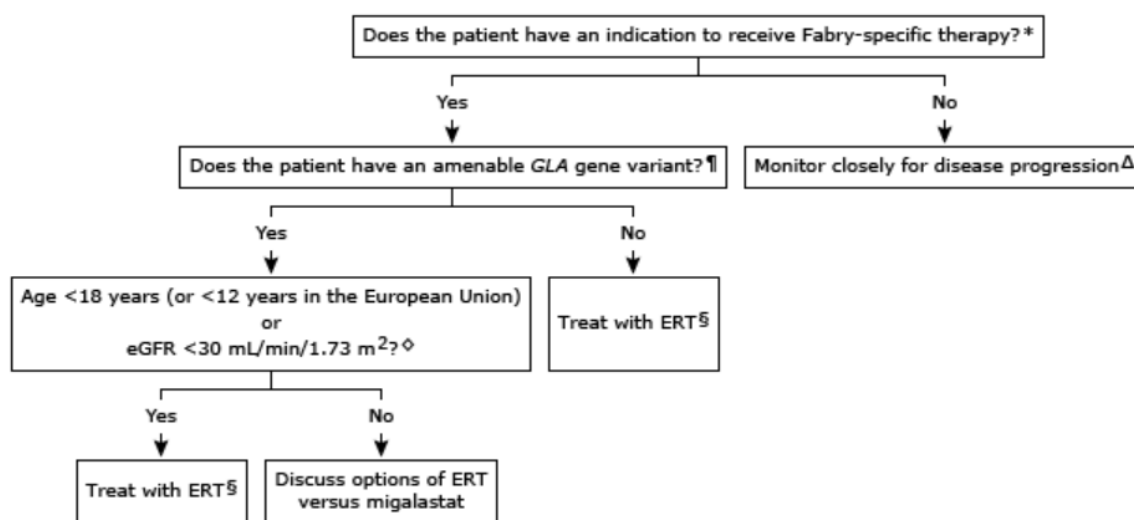 Does the patient have an indication to receive Fabry-specific therapy?*
Yes
No
Does the patient have an amenable GLA gene variant?¶
Monitor closely for disease progressionΔ
Yes
No
Age <18 years (or <12 years in the European Union)
or
eGFR <30 mL/min/1.73 m²?◊
Treat with ERT§
Yes
No
Treat with ERT§
Discuss options of ERT
versus migalastat